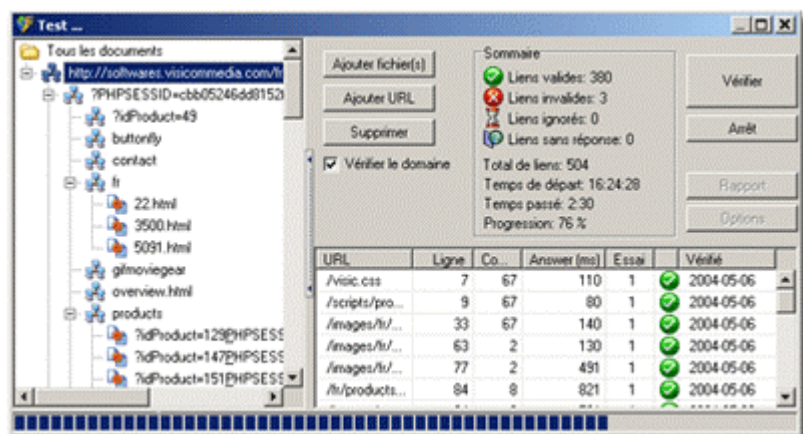 Test ...
Tous les documents
http://softwares.visicommedia.com/fr
?PHPSESSID=cbb05246dd8152
?idProduct=49
buttonfly
contact
fr
22.html
3500.html
5091.html
gifmoviegear
overview.html
products
?idProduct=129PHPSESS
?idProduct=147PHPSESS
?idProduct=151PHPSESS
Ajouter fichier(s)
Ajouter URL
Supprimer
Vérifier le domaine
Sommaire
Liens valides: 380
Liens invalides: 3
Liens ignorés: 0
Liens sans réponse: 0
Total de liens: 504
Temps de départ: 16:24:28
Temps passé: 2:30
Progression: 76 %
Vérifier
Arrêt
Rapport
Options
URL Ligne Co... Answer (ms) Essai Vérifié
/visic.css 7 67 110 1 2004-05-06
/scripts/pro... 9 67 80 1 2004-05-06
/images/fr/... 33 67 140 1 2004-05-06
/images/fr/... 63 2 130 1 2004-05-06
/images/fr/... 77 2 491 1 2004-05-06
/fr/products... 84 8 821 1 2004-05-06